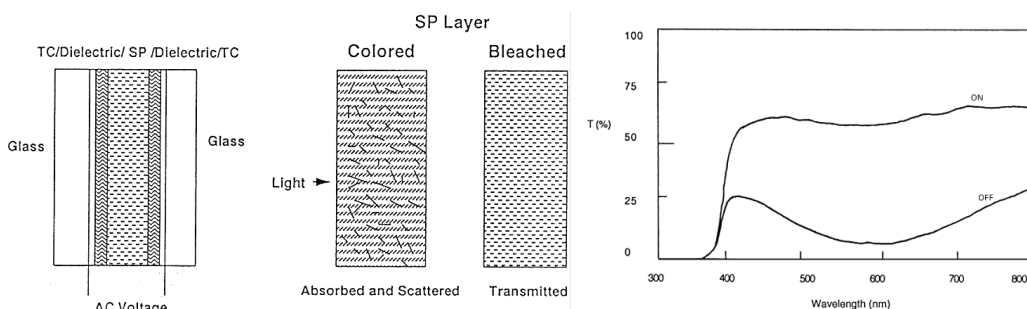 SP Layer
TC/Dielectric/ SP /Dielectric/TC
Colored
Bleached
Glass
Glass
Light
Absorbed and Scattered
Transmitted
AC Voltage
100
75
T (%)
50
25
0
ON
OFF
300
400
500
600
700
800
Wavelength (nm)